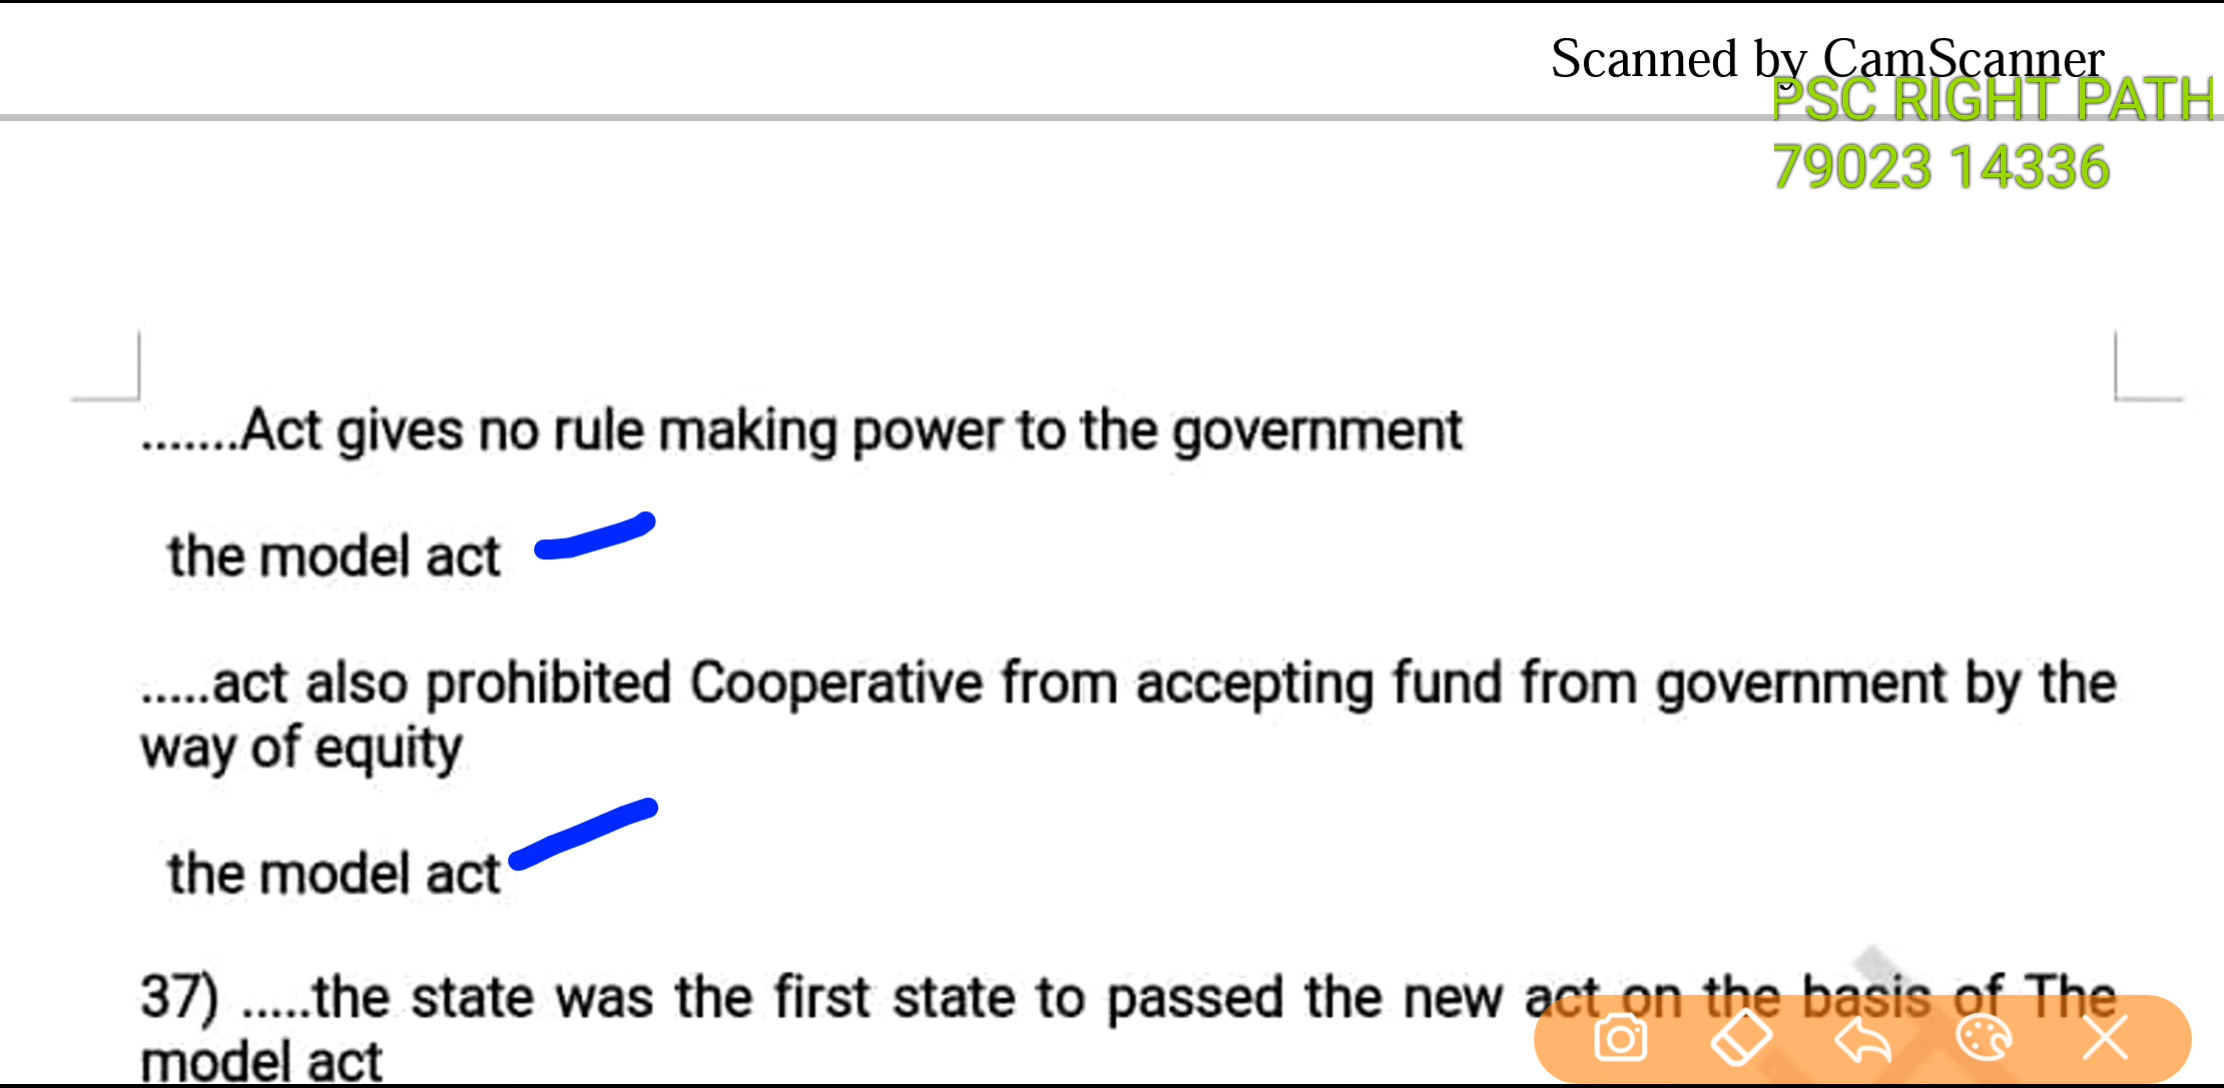 Scanned by CamScanner
PSC RIGHT PATH
79023 14336
.......Act gives no rule making power to the government
the model act
.....act also prohibited Cooperative from accepting fund from government by the
way of equity
the model act
37) .....the state was the first state to passed the new act on the basis of The
model act